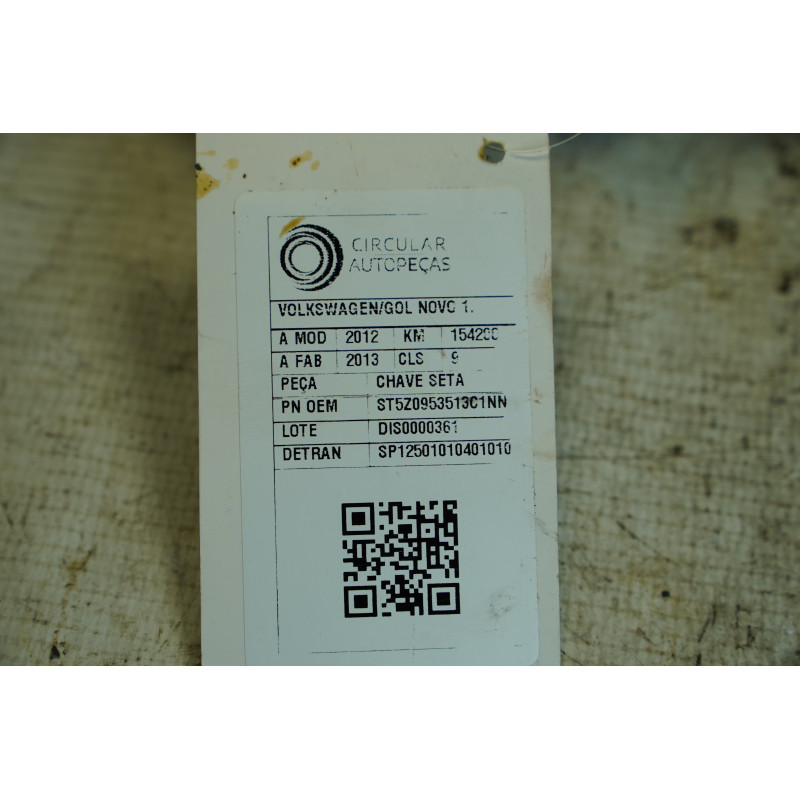 CIRCULAR
AUTOPEÇAS
VOLKSWAGEN/GOL NOVO 1.
A MOD 2012 KM
A FAB 2013 CLS 9
PEÇA CHAVE SETA
PN OEM ST5Z0953513C1NN
LOTE DIS0000361
DETRAN SP12501010401010